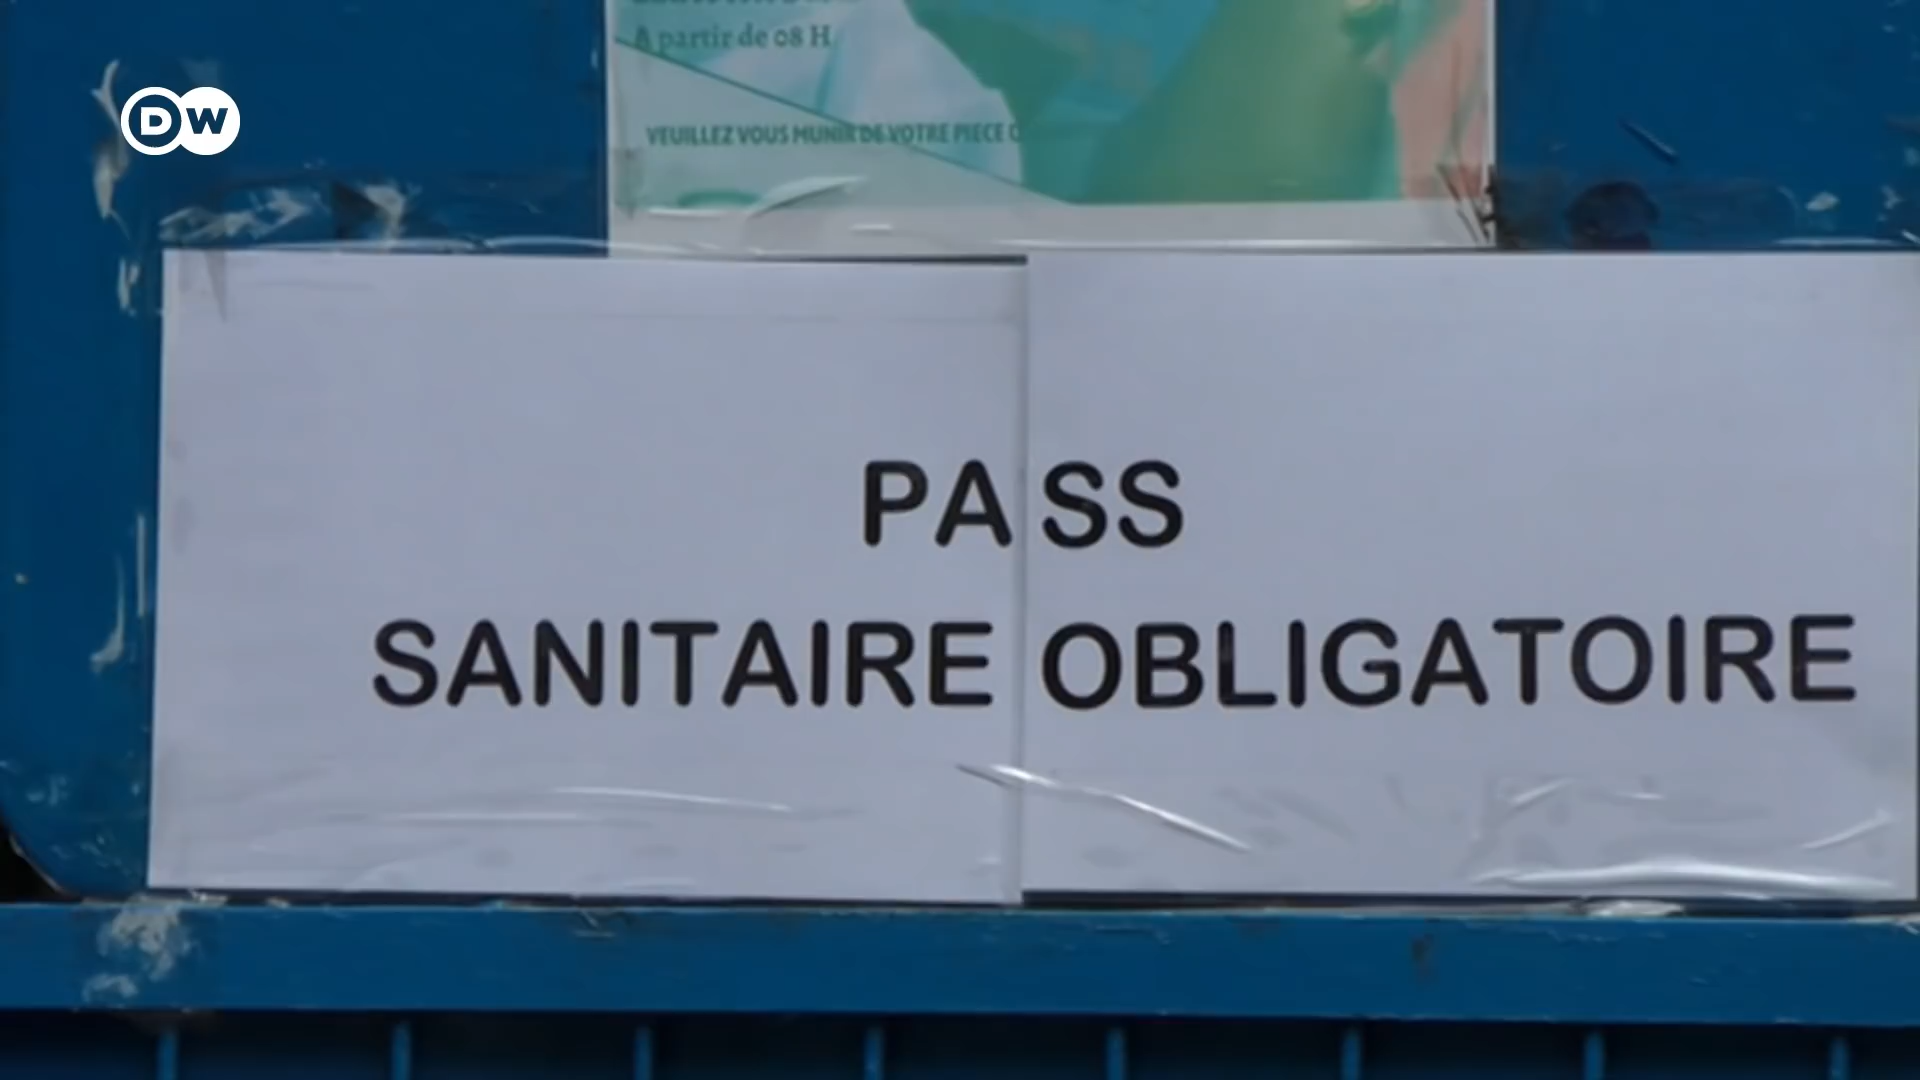 A partir de 08 H
DW
VEUILLEZ VOUS MUNIR DE VOTRE PIECE
PASS
SANITAIRE OBLIGATOIRE